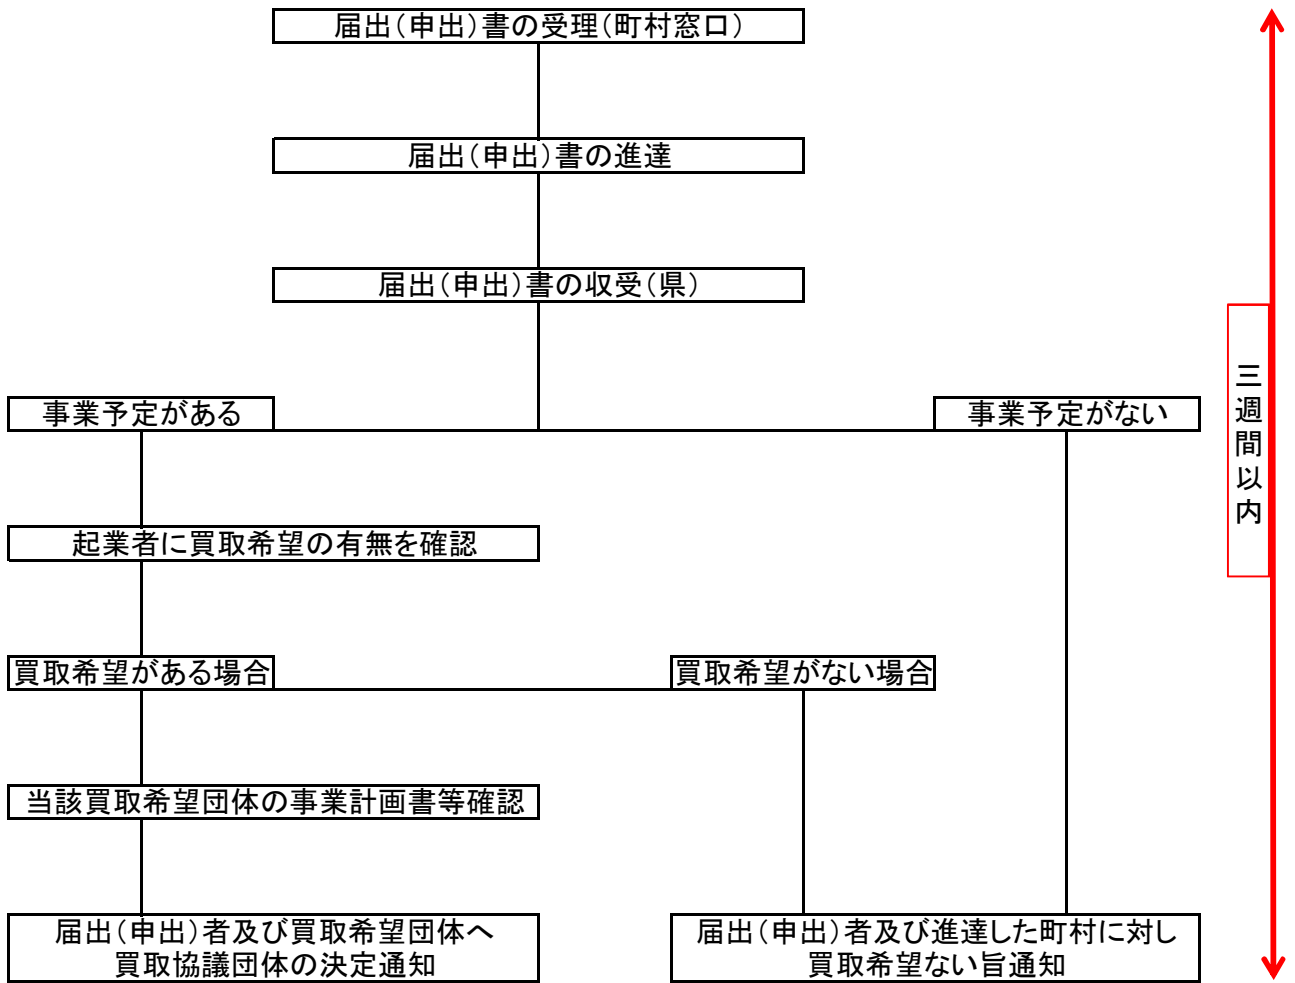 届出(申出)書の受理(町村窓口)
届出(申出)書の進達
届出(申出)書の収受(県)
事業予定がある
事業予定がない
起業者に買取希望の有無を確認
買取希望がある場合
買取希望がない場合
当該買取希望団体の事業計画書等確認
届出(申出)者及び買取希望団体へ
買取協議団体の決定通知
届出(申出)者及び進達した町村に対し
買取希望ない旨通知
三週間以内